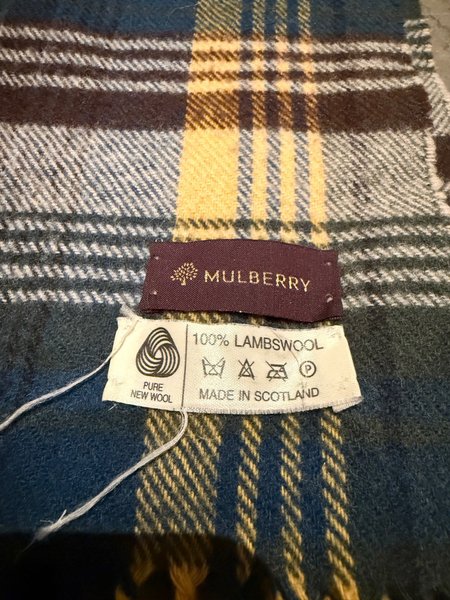 MULBERRY
100% LAMBSWOOL
P
PURE
NEW WOOL
MADE IN SCOTLAND